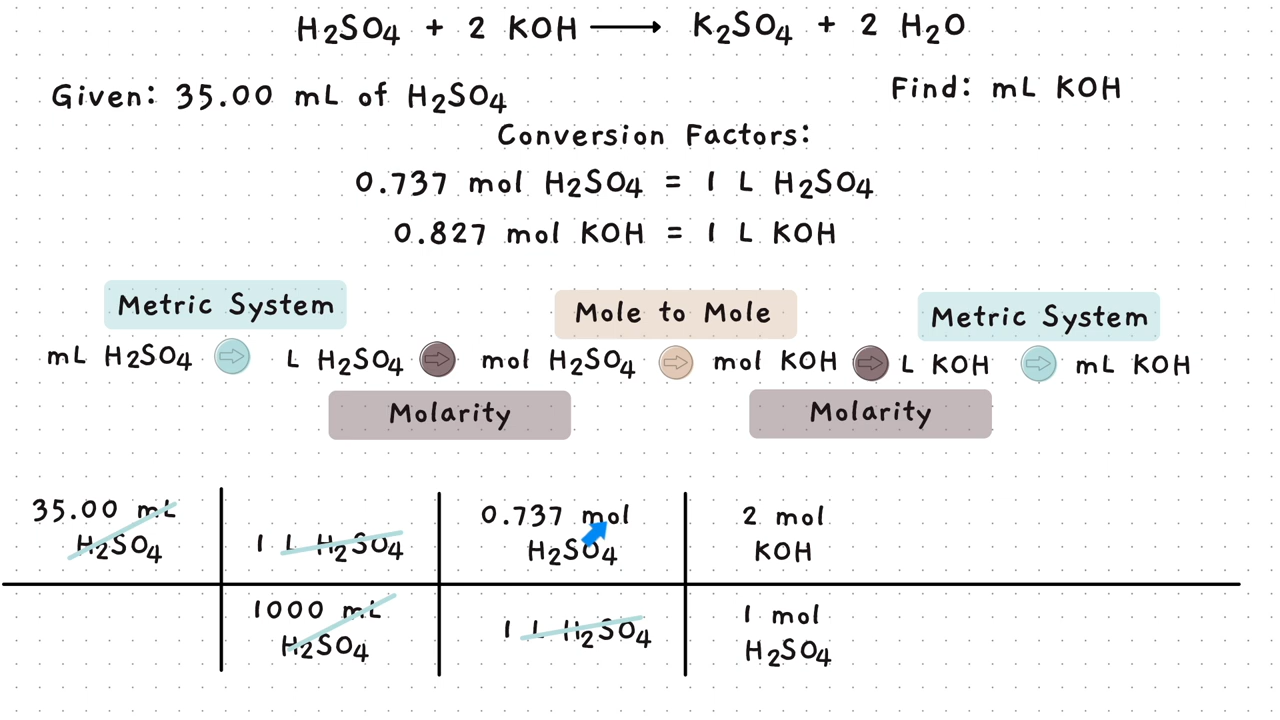 H₂SO₄ + 2 KOH ⟶ K₂SO₄ + 2 H₂O
Given: 35.00 mL of H₂SO₄
Find: mL KOH
Conversion Factors:
0.737 mol H₂SO₄ = 1 L H₂SO₄
0.827 mol KOH = 1 L KOH
Metric System
Mole to Mole
Metric System
mL H₂SO₄ ⇨ L H₂SO₄ ⇨ mol H₂SO₄ ⇨ mol KOH ⇨ L KOH ⇨ mL KOH
Molarity
Molarity
35.00 mL
H₂SO₄
1 L H₂SO₄
1000 mL
H₂SO₄
0.737 mol
H₂SO₄
1 L H₂SO₄
2 mol
KOH
1 mol
H₂SO₄